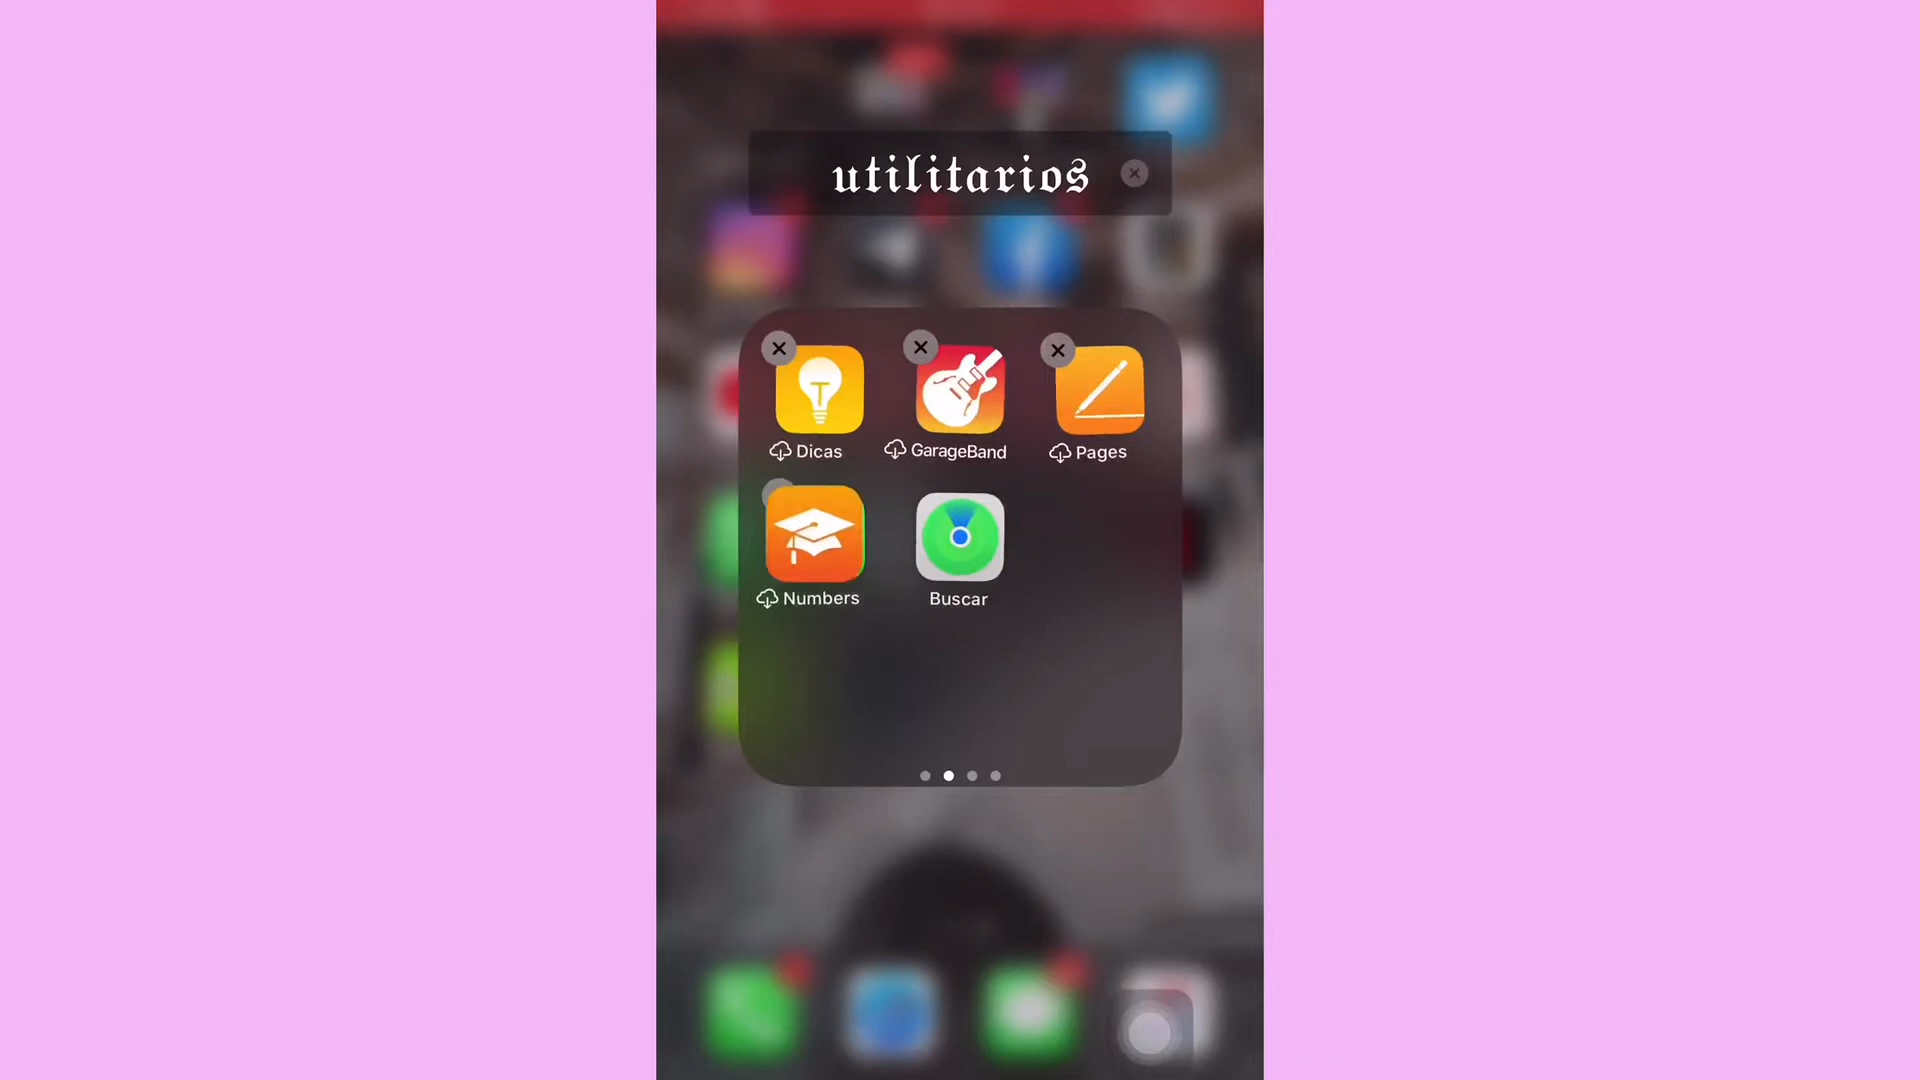 𝔲𝔱𝔦𝔩𝔦𝔱𝔞𝔯𝔦𝔬𝔰
Dicas
GarageBand
Pages
Numbers
Buscar